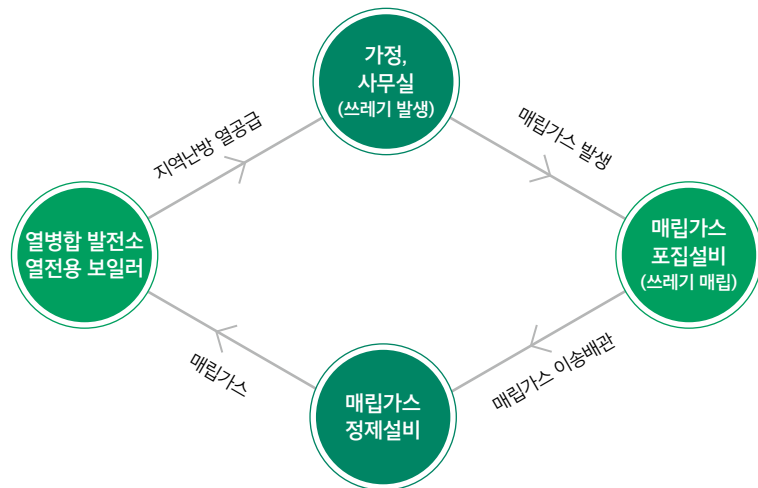 가정,
사무실
(쓰레기 발생)
지역난방 열공급
매립가스 발생
열병합 발전소
열전용 보일러
매립가스
포집설비
(쓰레기 매립)
매립가스
매립가스 이송배관
매립가스
정제설비